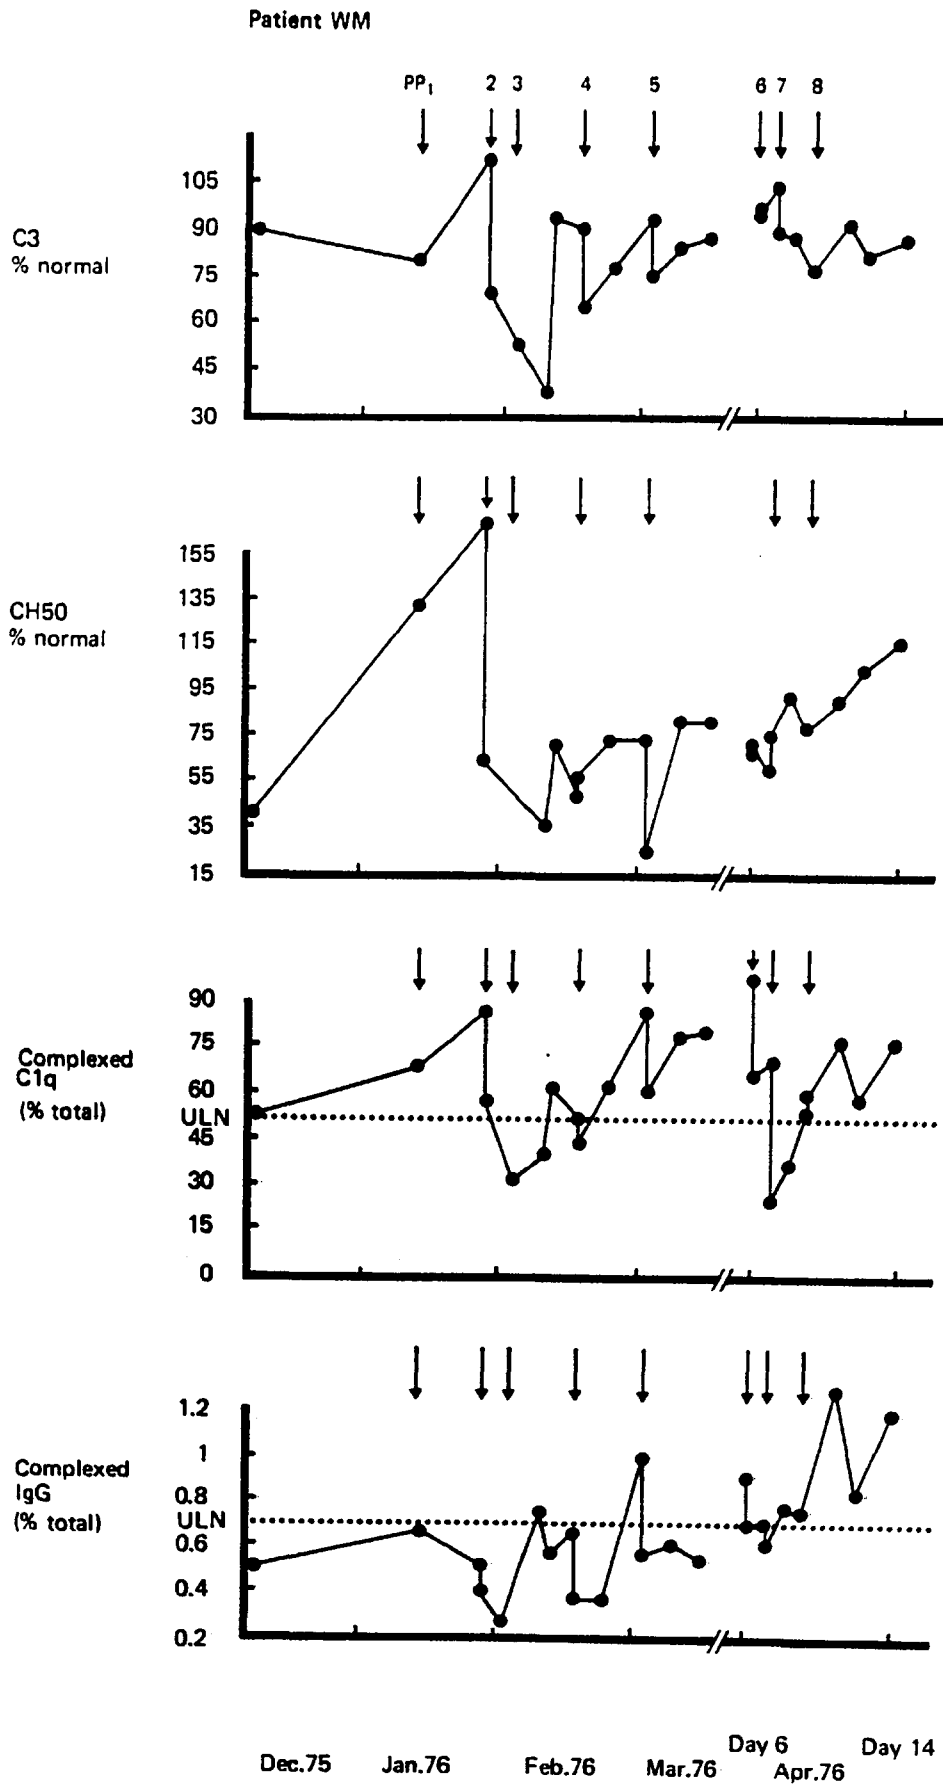 Patient WM
PP1 2 3 4 5 6 7 8
C3
% normal
105
90
75
60
45
30
CH50
% normal
155
135
115
95
75
55
35
15
Complexed
C1q
(% total)
90
75
60
ULN
45
30
15
0
Complexed
IgG
(% total)
1.2
1
0.8
ULN
0.6
0.4
0.2
Day 6 Day 14
Dec.75 Jan.76 Feb.76 Mar.76 Apr.76